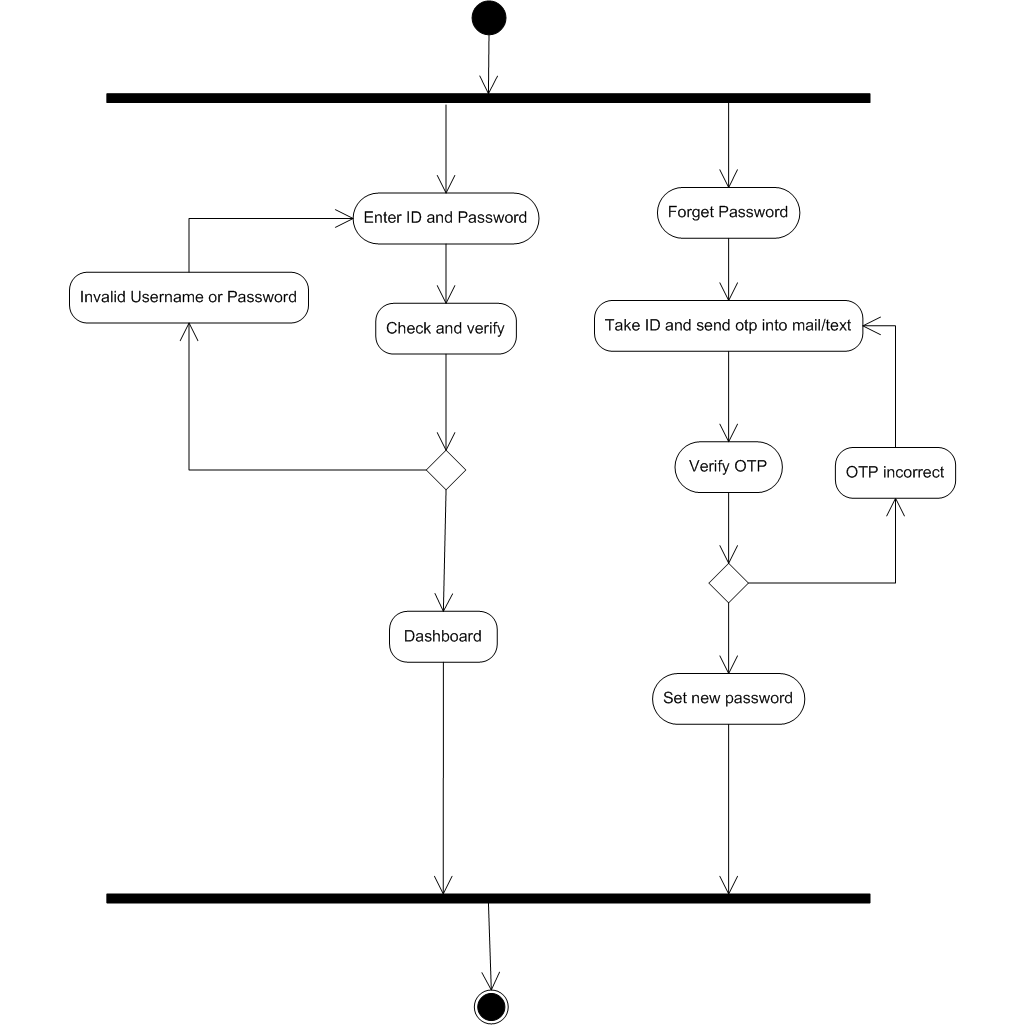 Enter ID and Password
Forget Password
Invalid Username or Password
Check and verify
Take ID and send otp into mail/text
Verify OTP
OTP incorrect
Dashboard
Set new password